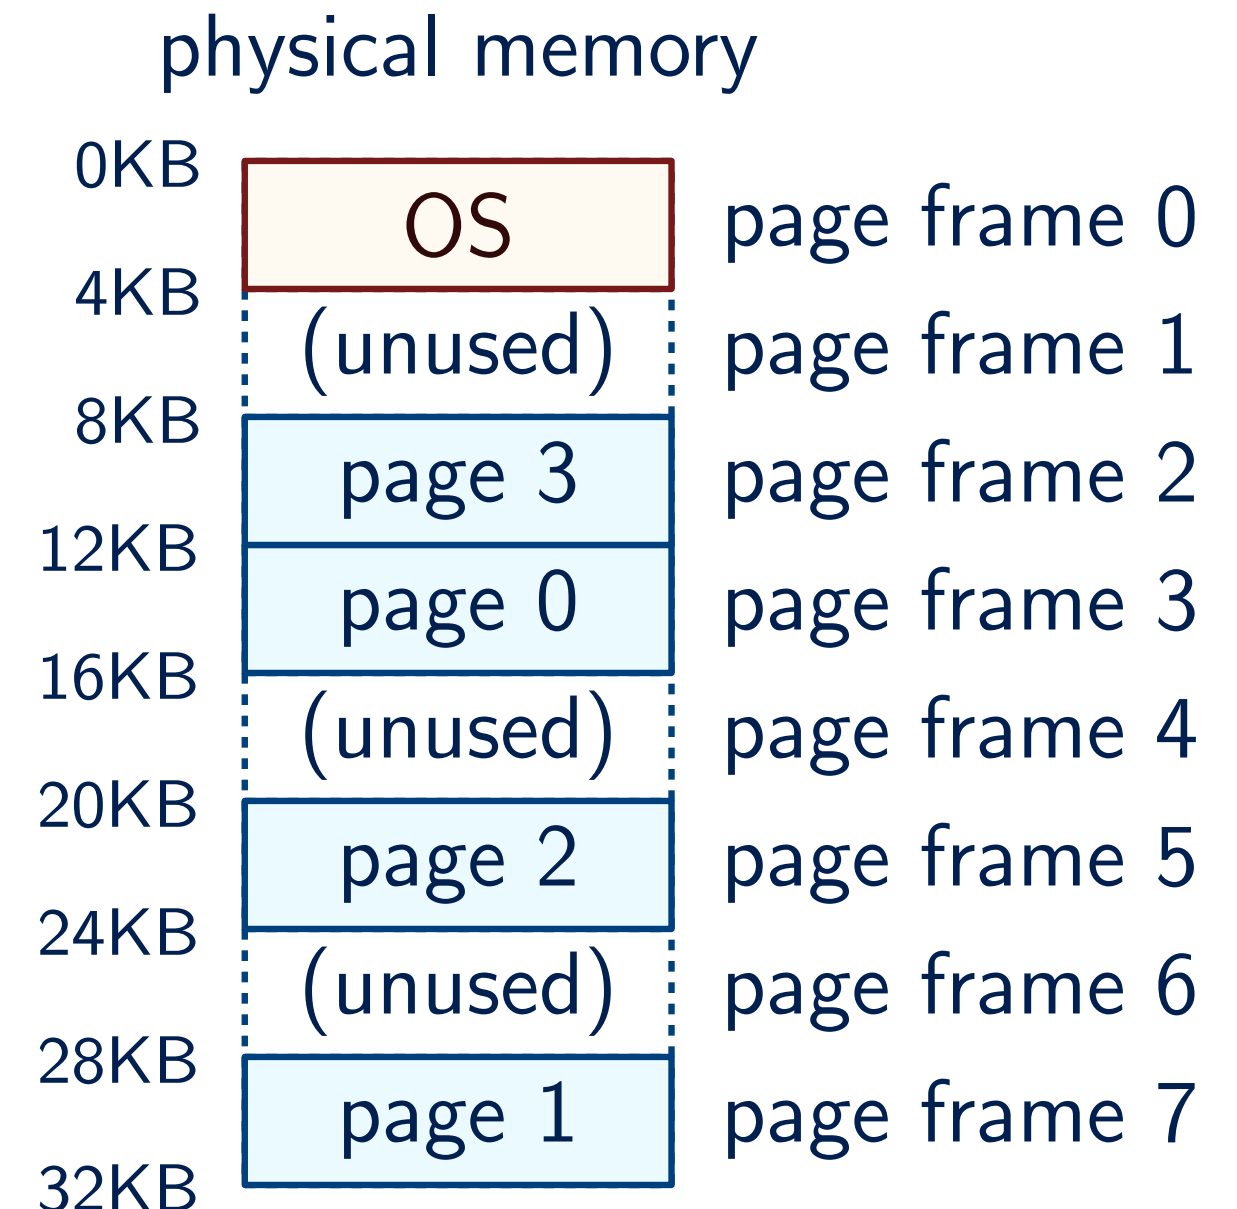 physical memory
0KB
OS page frame 0
4KB
(unused) page frame 1
8KB
page 3 page frame 2
12KB
page 0 page frame 3
16KB
(unused) page frame 4
20KB
page 2 page frame 5
24KB
(unused) page frame 6
28KB
page 1 page frame 7
32KB